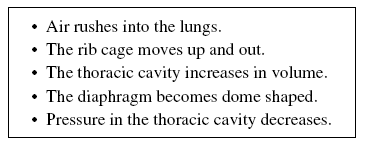 • Air rushes into the lungs.
• The rib cage moves up and out.
• The thoracic cavity increases in volume.
• The diaphragm becomes dome shaped.
• Pressure in the thoracic cavity decreases.